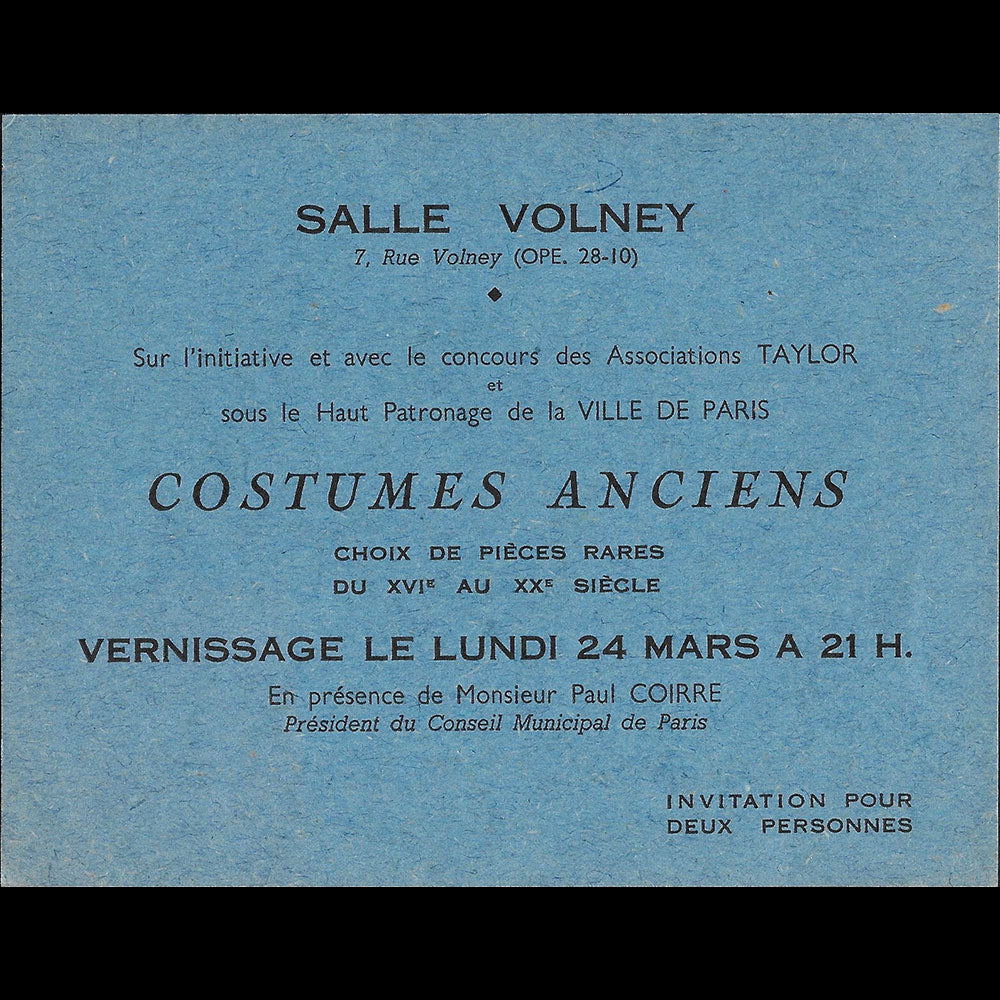 SALLE VOLNEY
7, Rue Volney (OPE. 28-10)
Sur l'initiative et avec le concours des Associations TAYLOR
et
sous le Haut Patronage de la VILLE DE PARIS
COSTUMES ANCIENS
CHOIX DE PIÈCES RARES
DU XVIᴱ AU XXᴱ SIÈCLE
VERNISSAGE LE LUNDI 24 MARS A 21 H.
En présence de Monsieur Paul COIRRE
Président du Conseil Municipal de Paris
INVITATION POUR
DEUX PERSONNES